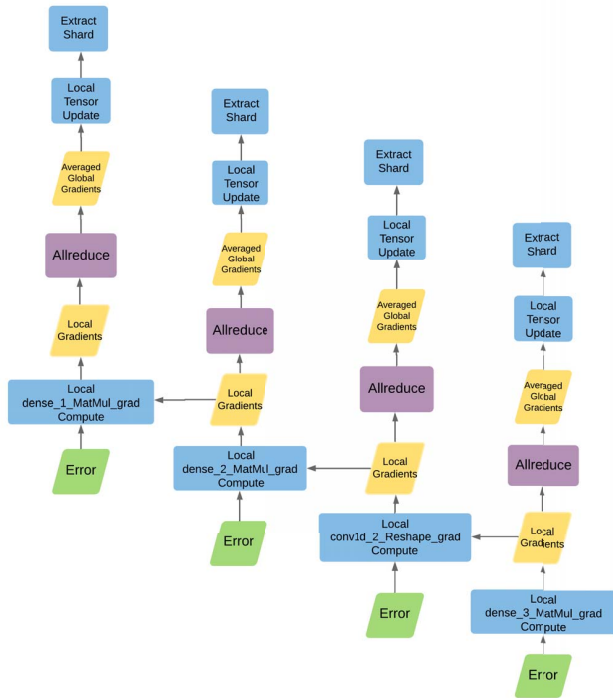 Extract
Shard
Local
Tensor
Update
Averaged
Global
Gradients
Allreduce
Local
Gradients
Local
dense_1_MatMul_grad
Compute
Error
Extract
Shard
Local
Tensor
Update
Averaged
Global
Gradients
Allreduce
Local
Gradients
Local
dense_2_MatMul_grad
Compute
Error
Extract
Shard
Local
Tensor
Update
Averaged
Global
Gradients
Allreduce
Local
Gradients
Local
conv1d_2_Reshape_grad
Compute
Error
Extract
Shard
Local
Tensor
Update
Averaged
Global
Gradients
Allreduce
Local
Gradients
Local
dense_3_MatMul_grad
Compute
Error